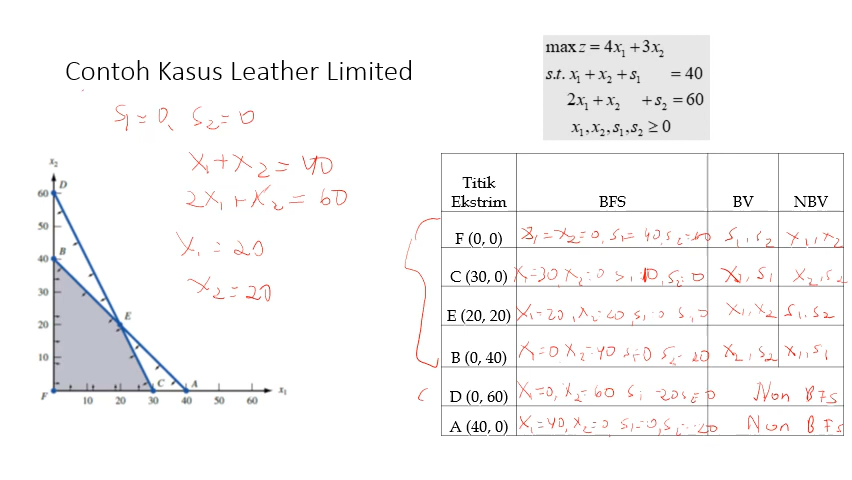 Contoh Kasus Leather Limited
max z = 4x₁ + 3x₂
s.t. x₁ + x₂ + s₁ = 40
2x₁ + x₂ + s₂ = 60
x₁, x₂, s₁, s₂ ≥ 0
S₁ = 0, S₂ = 0
X₁ + X₂ = 40
2X₁ + X₂ = 60
X₁ = 20
X₂ = 20
x₂
60 D
50
40 B
30
20 E
10
F 10 20 30 C 40 A 50 60 x₁
Titik Ekstrim BFS BV NBV
F (0, 0) X₁ = X₂ = 0, S₁ = 40, S₂ = 60 S₁, S₂ X₁, X₂
C (30, 0) X₁ = 30, X₂ = 0 S₁ = 10, S₂ = 0 X₁, S₁ X₂, S₂
E (20, 20) X₁ = 20, X₂ = 20 S₁ = 0 S₂ 0 X₁, X₂ S₁, S₂
B (0, 40) X₁ = 0 X₂ = 40 S₁ = 0 S₂ = 20 X₂, S₂ X₁, S₁
D (0, 60) X₁ = 0, X₂ = 60 S₁ = -20 S₂ = 0 Non BFS
A (40, 0) X₁ = 40, X₂ = 0, S₁ = 0, S₂ = -20 Non BFS